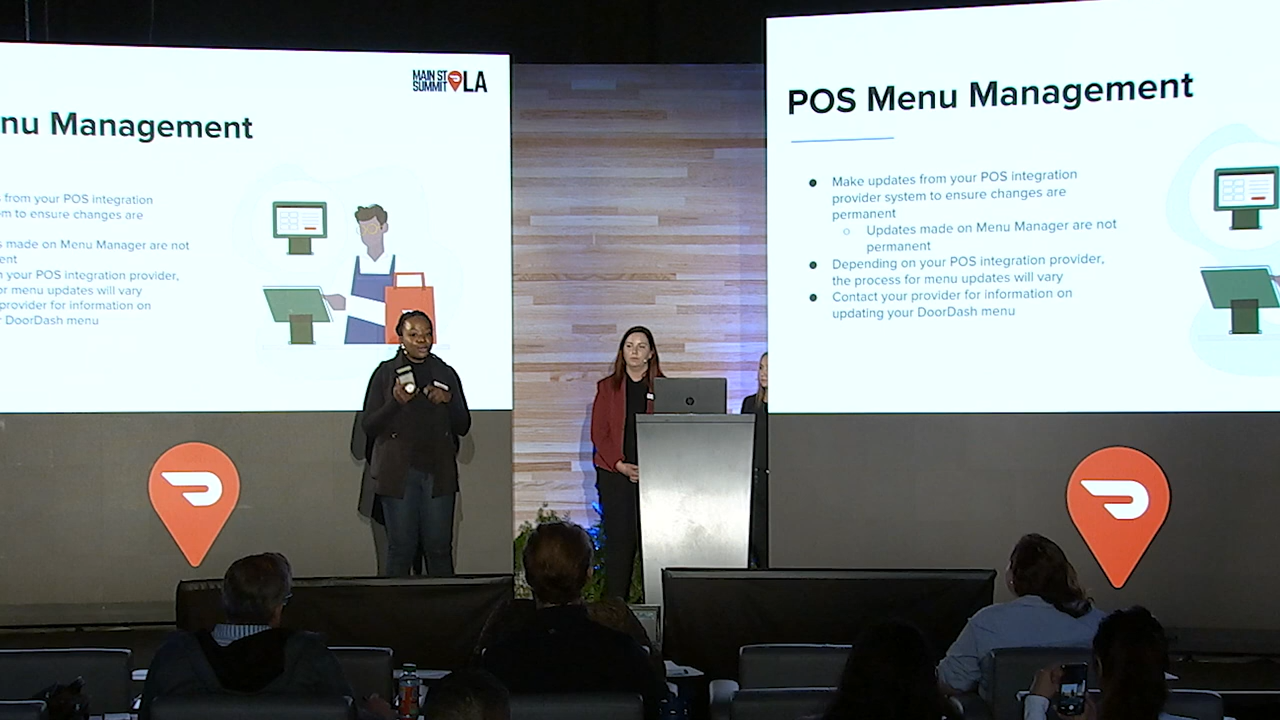 MAIN ST
SUMMIT LA
nu Management
from your POS integration
to ensure changes are
made on Menu Manager are not
your POS integration provider,
menu updates will vary
provider for information on
DoorDash menu
POS Menu Management
Make updates from your POS integration
provider system to ensure changes are
permanent
Updates made on Menu Manager are not
permanent
Depending on your POS integration provider,
the process for menu updates will vary
Contact your provider for information on
updating your DoorDash menu